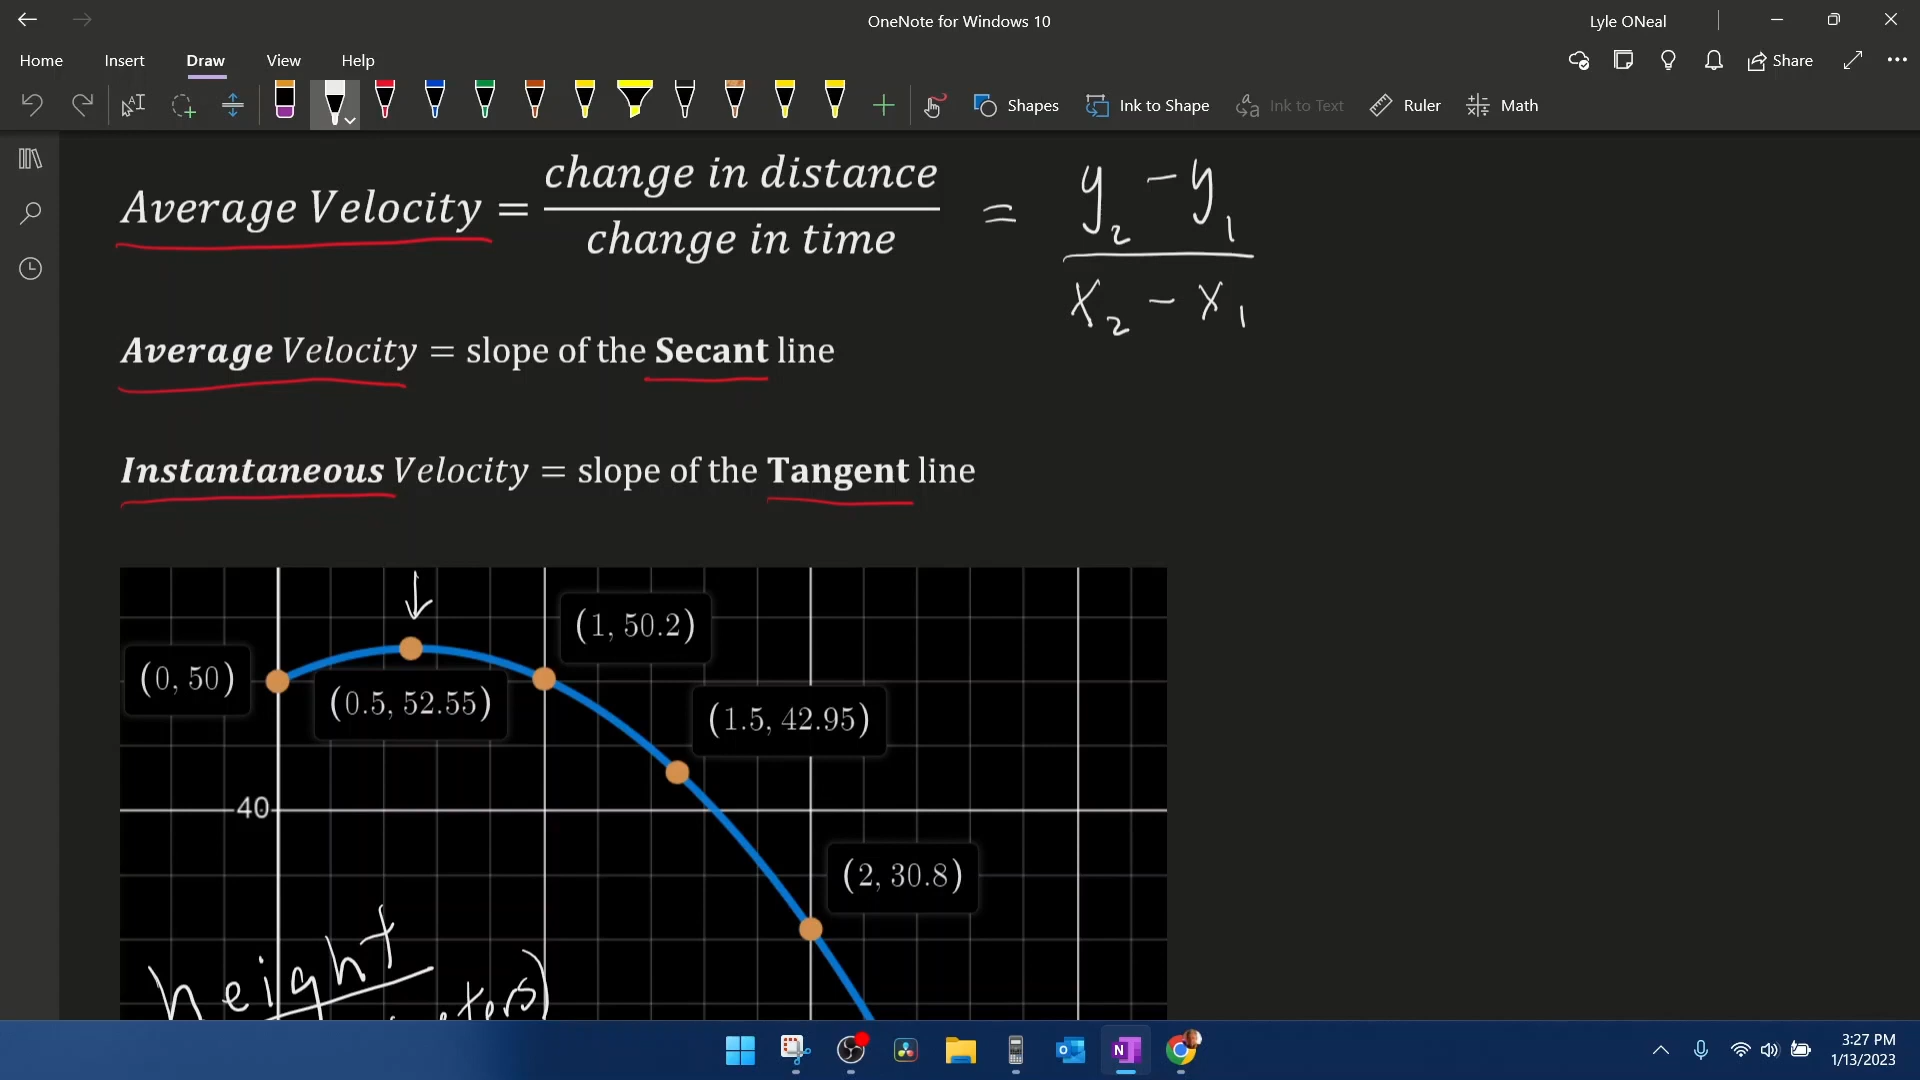 OneNote for Windows 10
Lyle ONeal
Home Insert Draw View Help
Share
Shapes Ink to Shape Ink to Text Ruler Math
Average Velocity = change in distance / change in time = y₂ - y₁ / x₂ - x₁
Average Velocity = slope of the Secant line
Instantaneous Velocity = slope of the Tangent line
(1, 50.2)
(0, 50)
(0.5, 52.55)
(1.5, 42.95)
40
(2, 30.8)
height
ters)
3:27 PM
1/13/2023